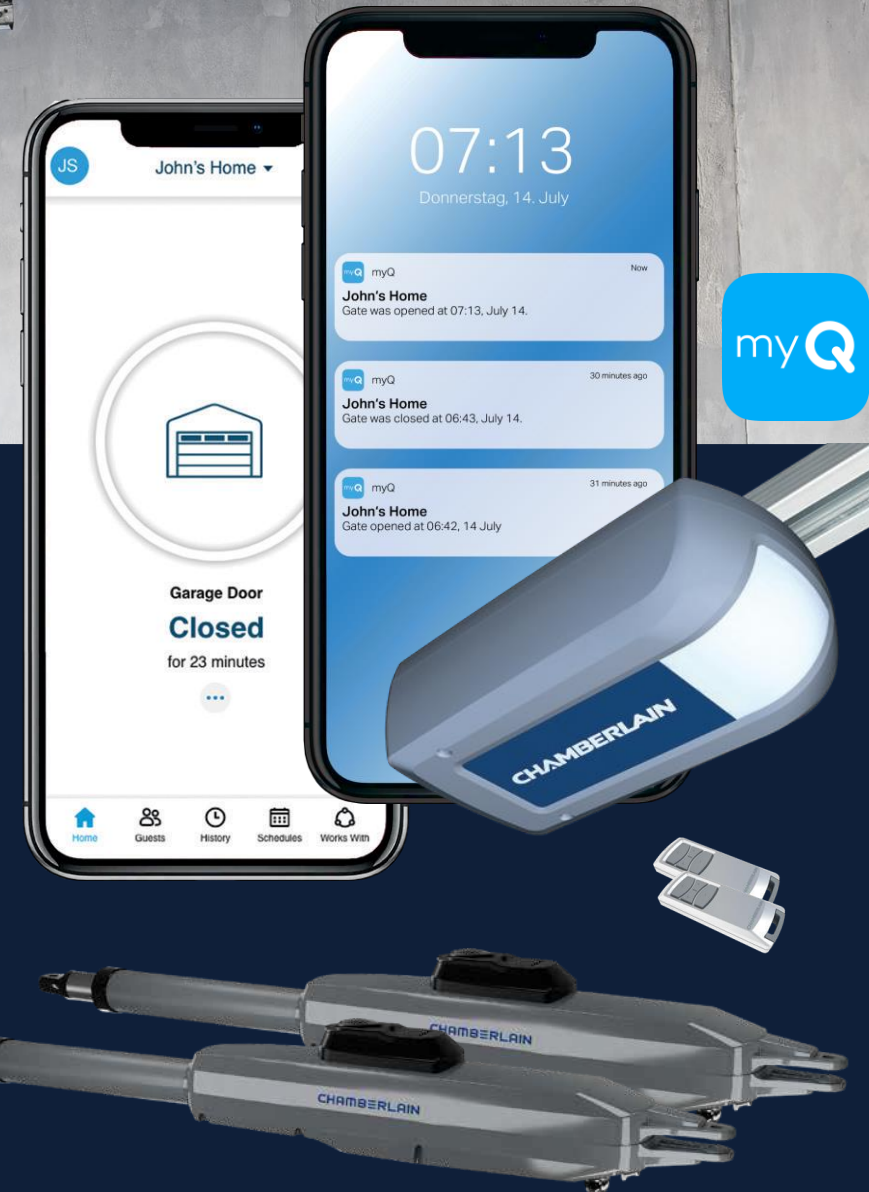 JS
John's Home
Garage Door
Closed
for 23 minutes
Home
Guests
History
Schedules
Works With
07:13
Donnerstag, 14. July
myQ myQ
Now
John's Home
Gate was opened at 07:13, July 14.
myQ myQ
30 minutes ago
John's Home
Gate was closed at 06:43, July 14.
myQ myQ
31 minutes ago
John's Home
Gate opened at 06:42, 14 July
myQ
CHAMBERLAIN
CHAMBERLAIN
CHAMBERLAIN